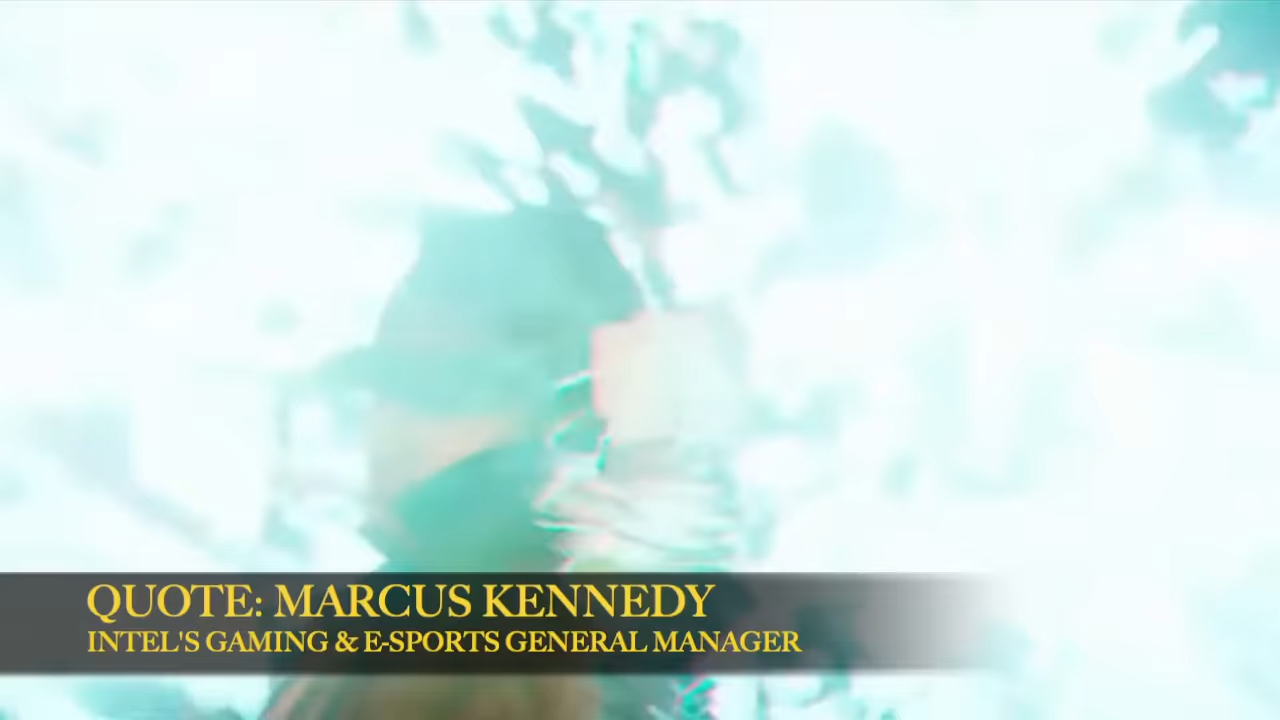 QUOTE: MARCUS KENNEDY
INTEL'S GAMING & E-SPORTS GENERAL MANAGER